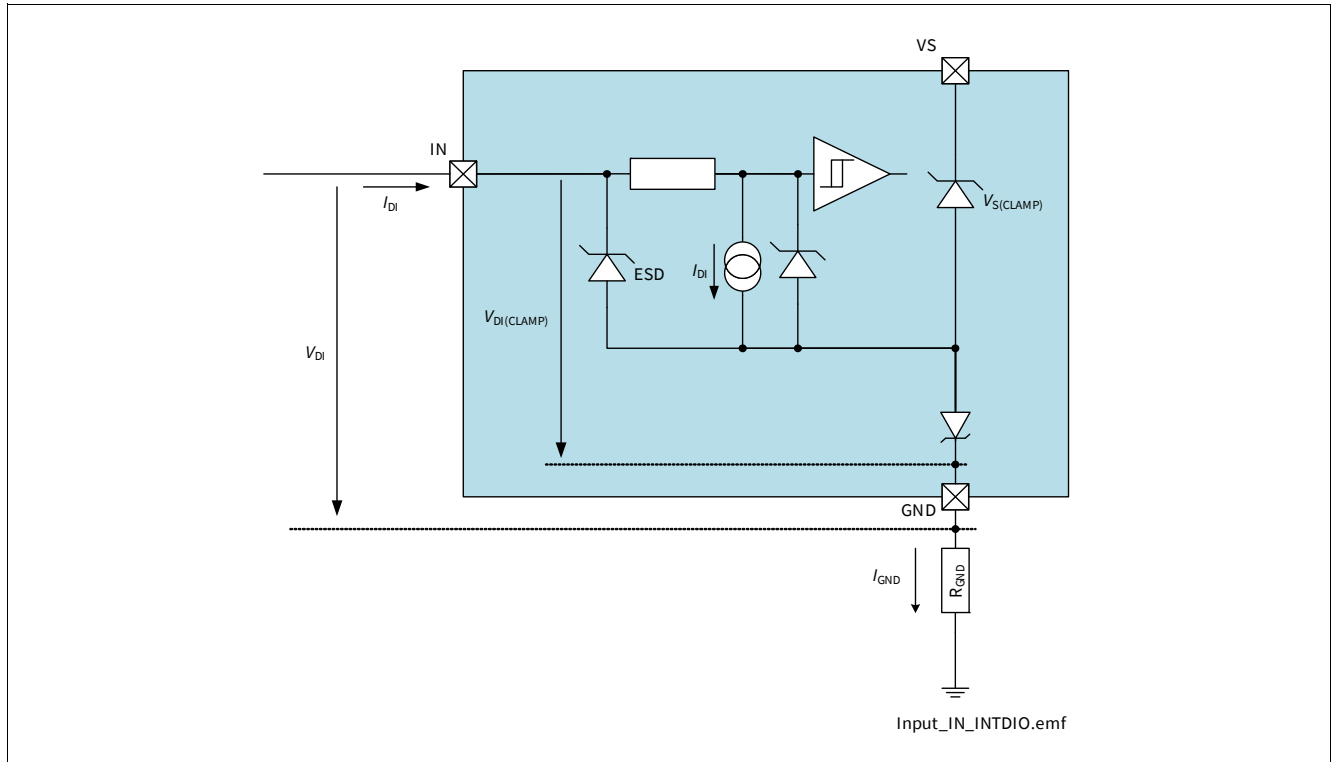 VS
IN
I_DI
V_S(CLAMP)
ESD
I_DI
V_DI(CLAMP)
V_DI
GND
I_GND
R_GND
Input_IN_INTDIO.emf